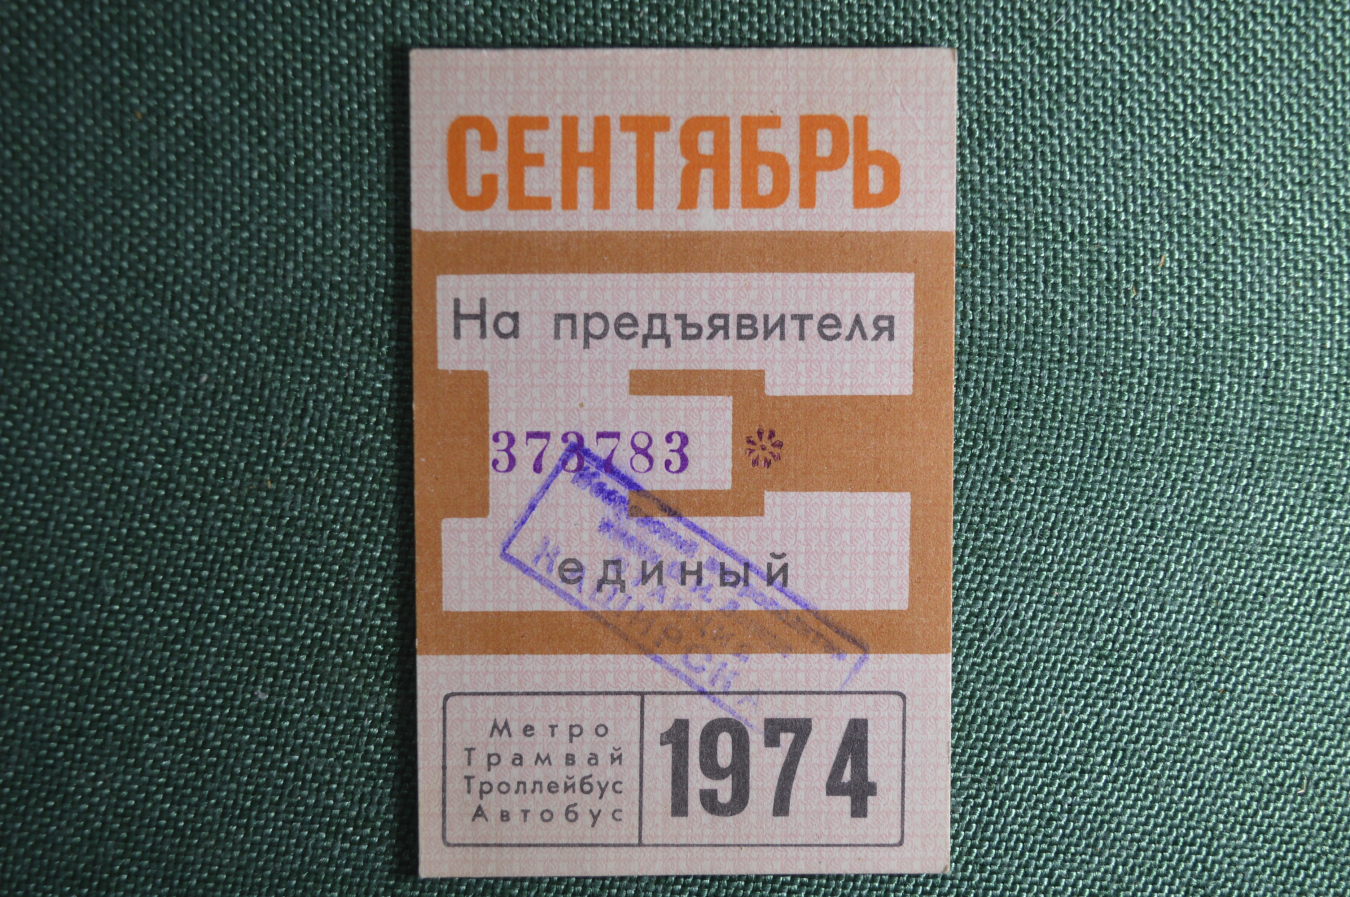 СЕНТЯБРЬ
На предъявителя
373783
единый
Метро
Трамвай
Троллейбус
Автобус
1974